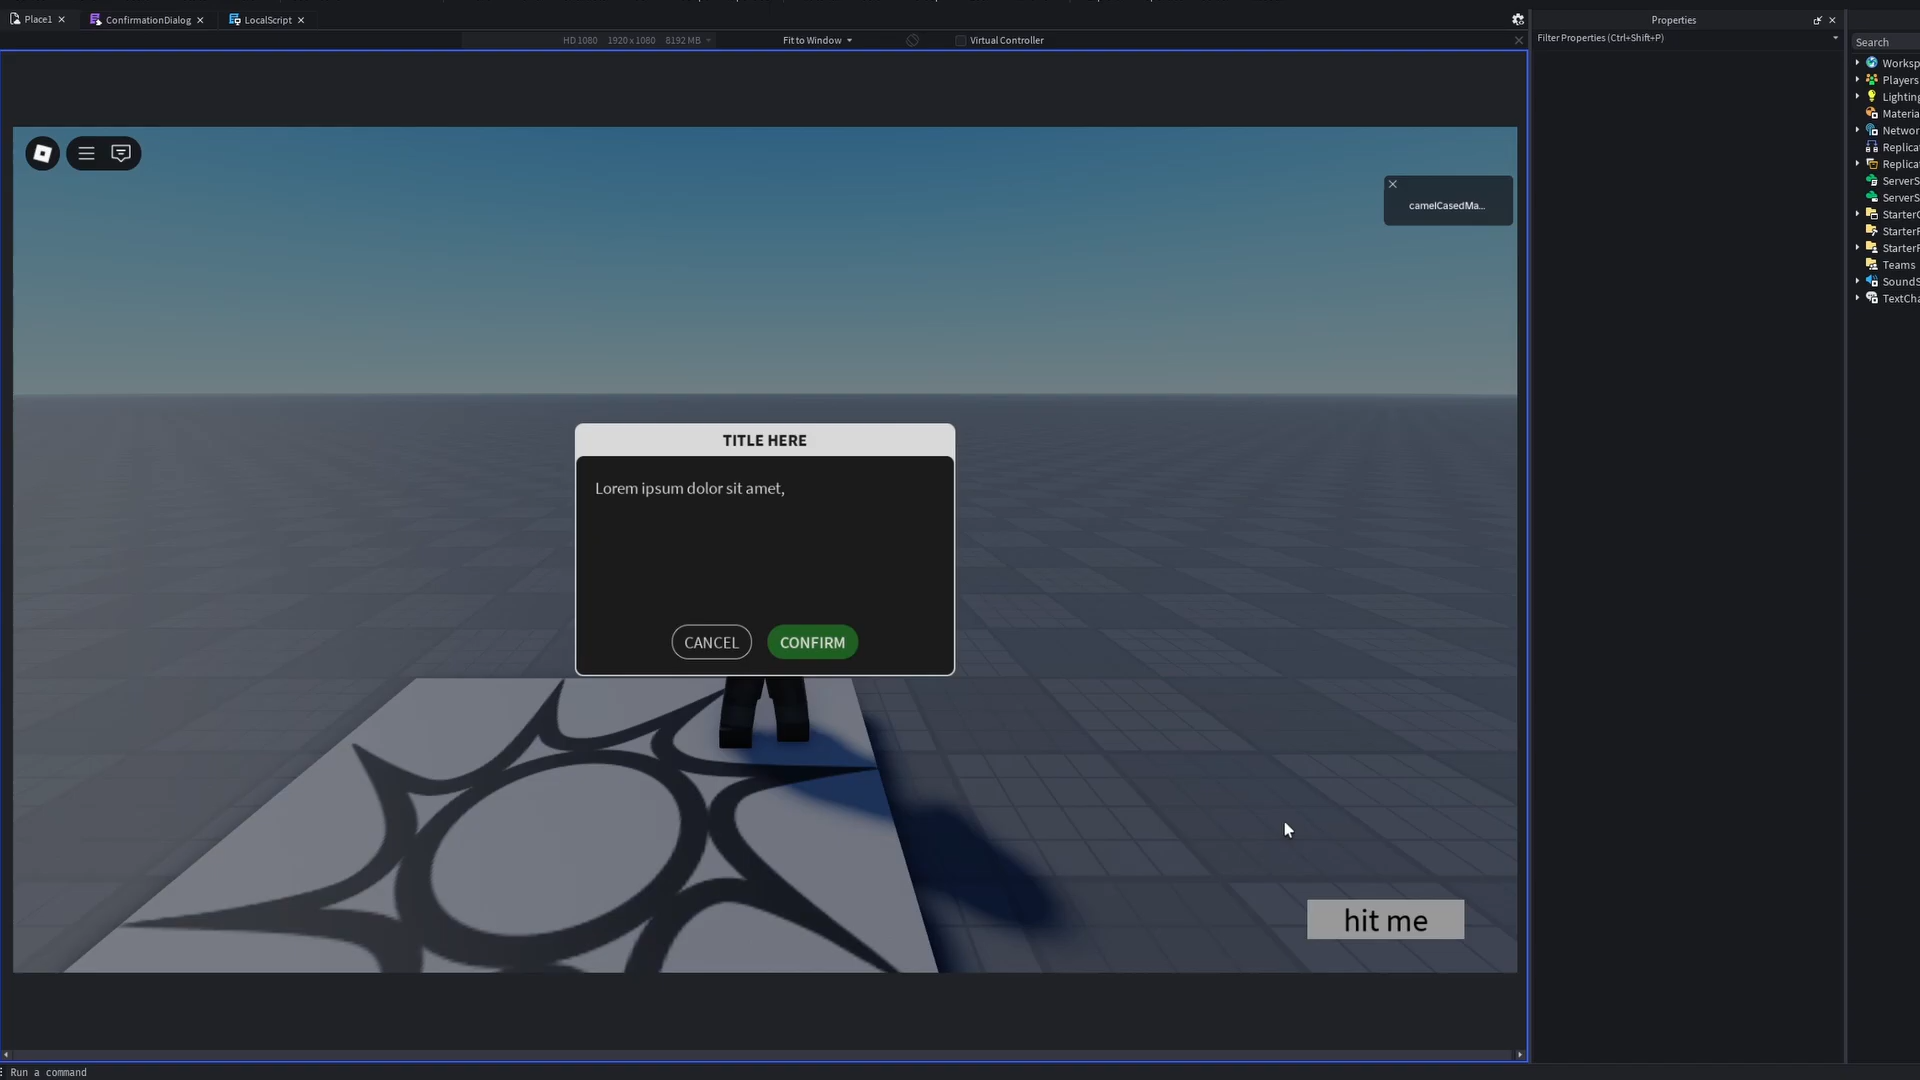 Place1
ConfirmationDialog
LocalScript
HD 1080 1920 x 1080 8192 MB
Fit to Window
Virtual Controller
Properties
Filter Properties (Ctrl+Shift+P)
Search
Worksp
Players
Lighting
Materia
Networ
Replica
Replica
ServerS
ServerS
Starter
StarterP
StarterP
Teams
SoundS
TextCha
camelCasedMa...
TITLE HERE
Lorem ipsum dolor sit amet,
CANCEL CONFIRM
hit me
Run a command